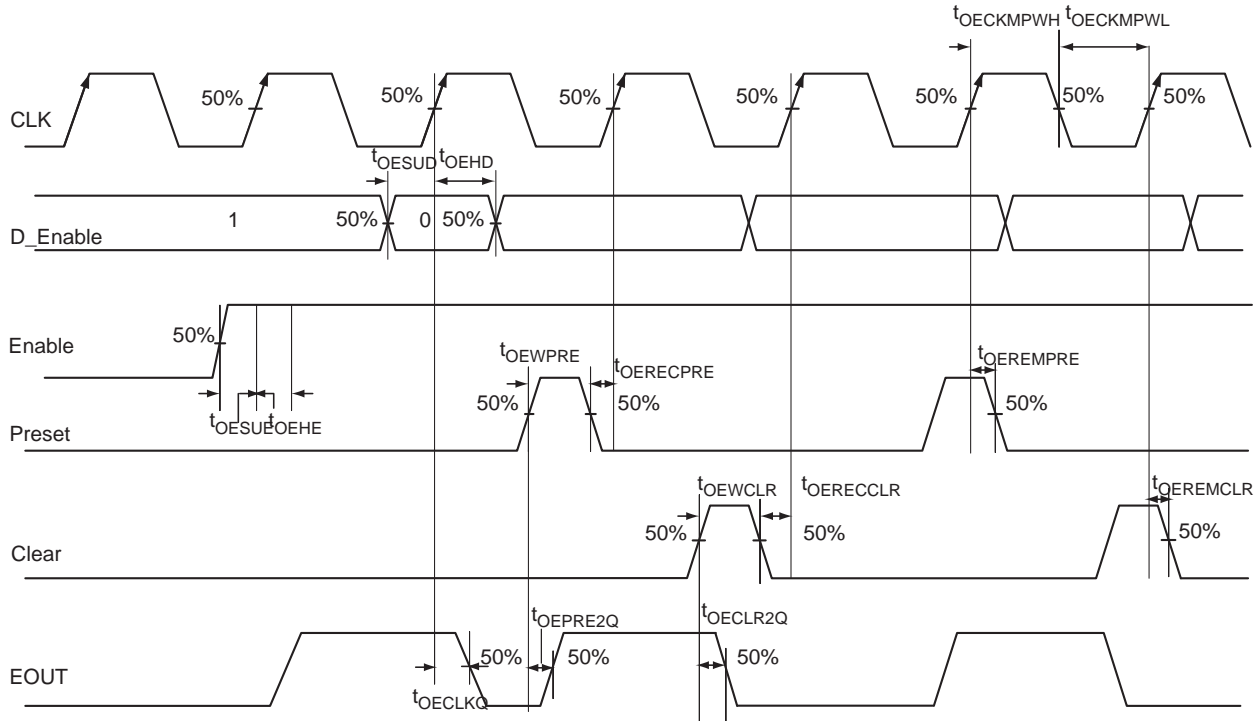 tOECKMPWH tOECKMPWL
CLK 50% 50% 50% 50% 50% 50% 50%
tOESUD tOEHD
D_Enable 1 50% 0 50%
Enable 50%
tOESUE tOEHE
tOEWPRE tOERECPRE tOEREMPRE
Preset 50% 50% 50%
tOEWCLR tOERECCLR tOEREMCLR
Clear 50% 50% 50%
tOEPRE2Q tOECLR2Q
EOUT 50% 50% 50%
tOECLKQ